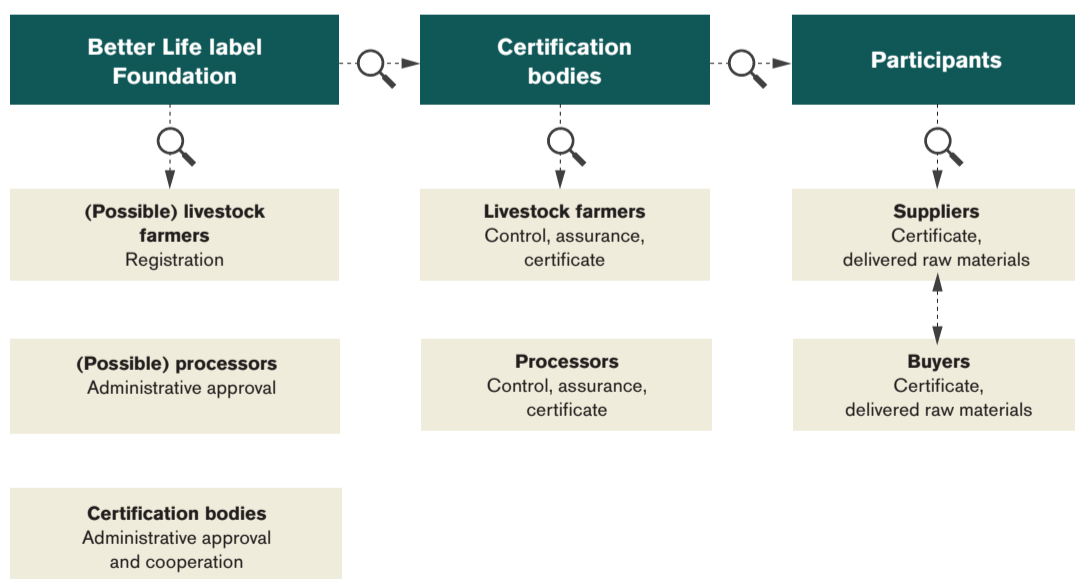 Better Life label
Foundation
Certification
bodies
Participants
(Possible) livestock
farmers
Registration
Livestock farmers
Control, assurance,
certificate
Suppliers
Certificate,
delivered raw materials
(Possible) processors
Administrative approval
Processors
Control, assurance,
certificate
Buyers
Certificate,
delivered raw materials
Certification bodies
Administrative approval
and cooperation